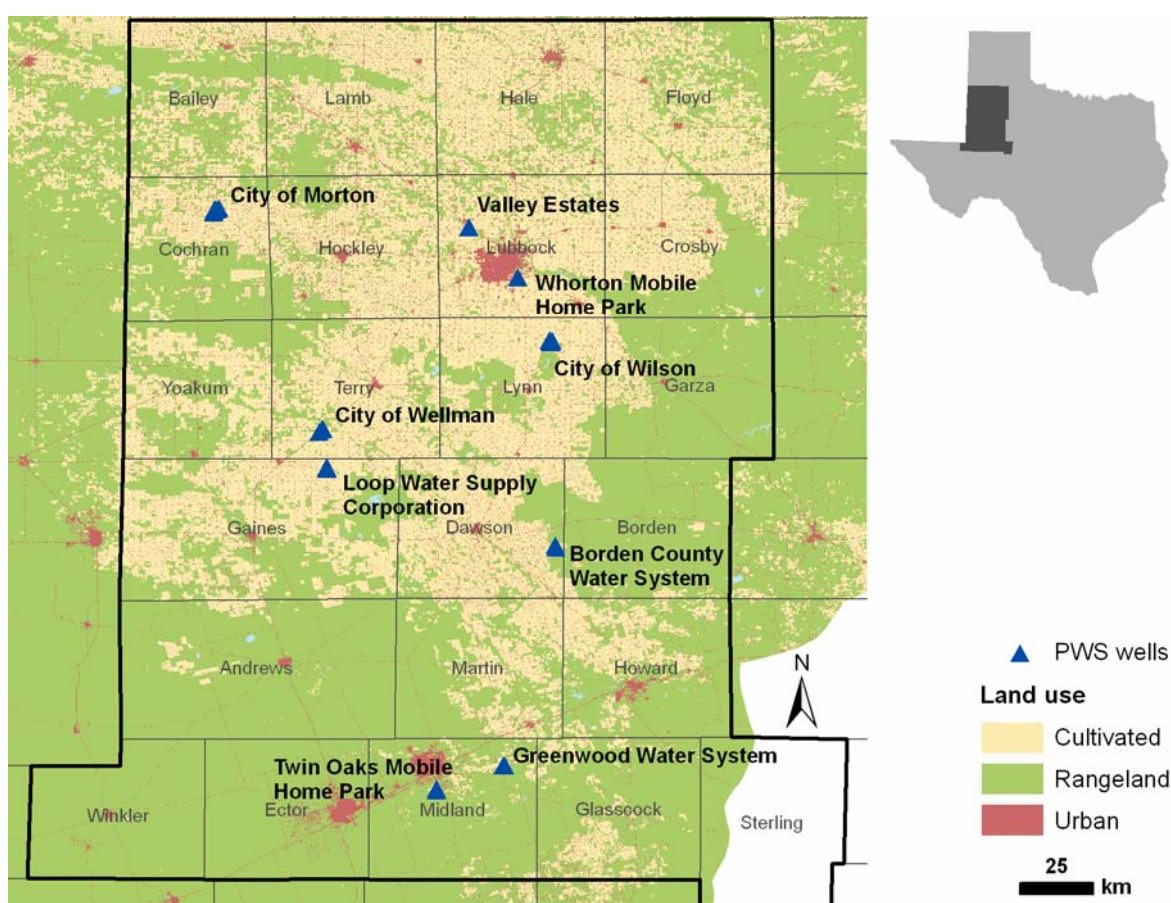 Bailey
Lamb
Hale
Floyd
City of Morton
Valley Estates
Cochran
Hockley
Lubbock
Crosby
Whorton Mobile
Home Park
City of Wilson
Yoakum
Terry
Lynn
Garza
City of Wellman
Loop Water Supply
Corporation
Gaines
Dawson
Borden
Borden County
Water System
Andrews
Martin
Howard
Greenwood Water System
Twin Oaks Mobile
Home Park
Winkler
Ector
Midland
Glasscock
Sterling
N
PWS wells
Land use
Cultivated
Rangeland
Urban
25
km